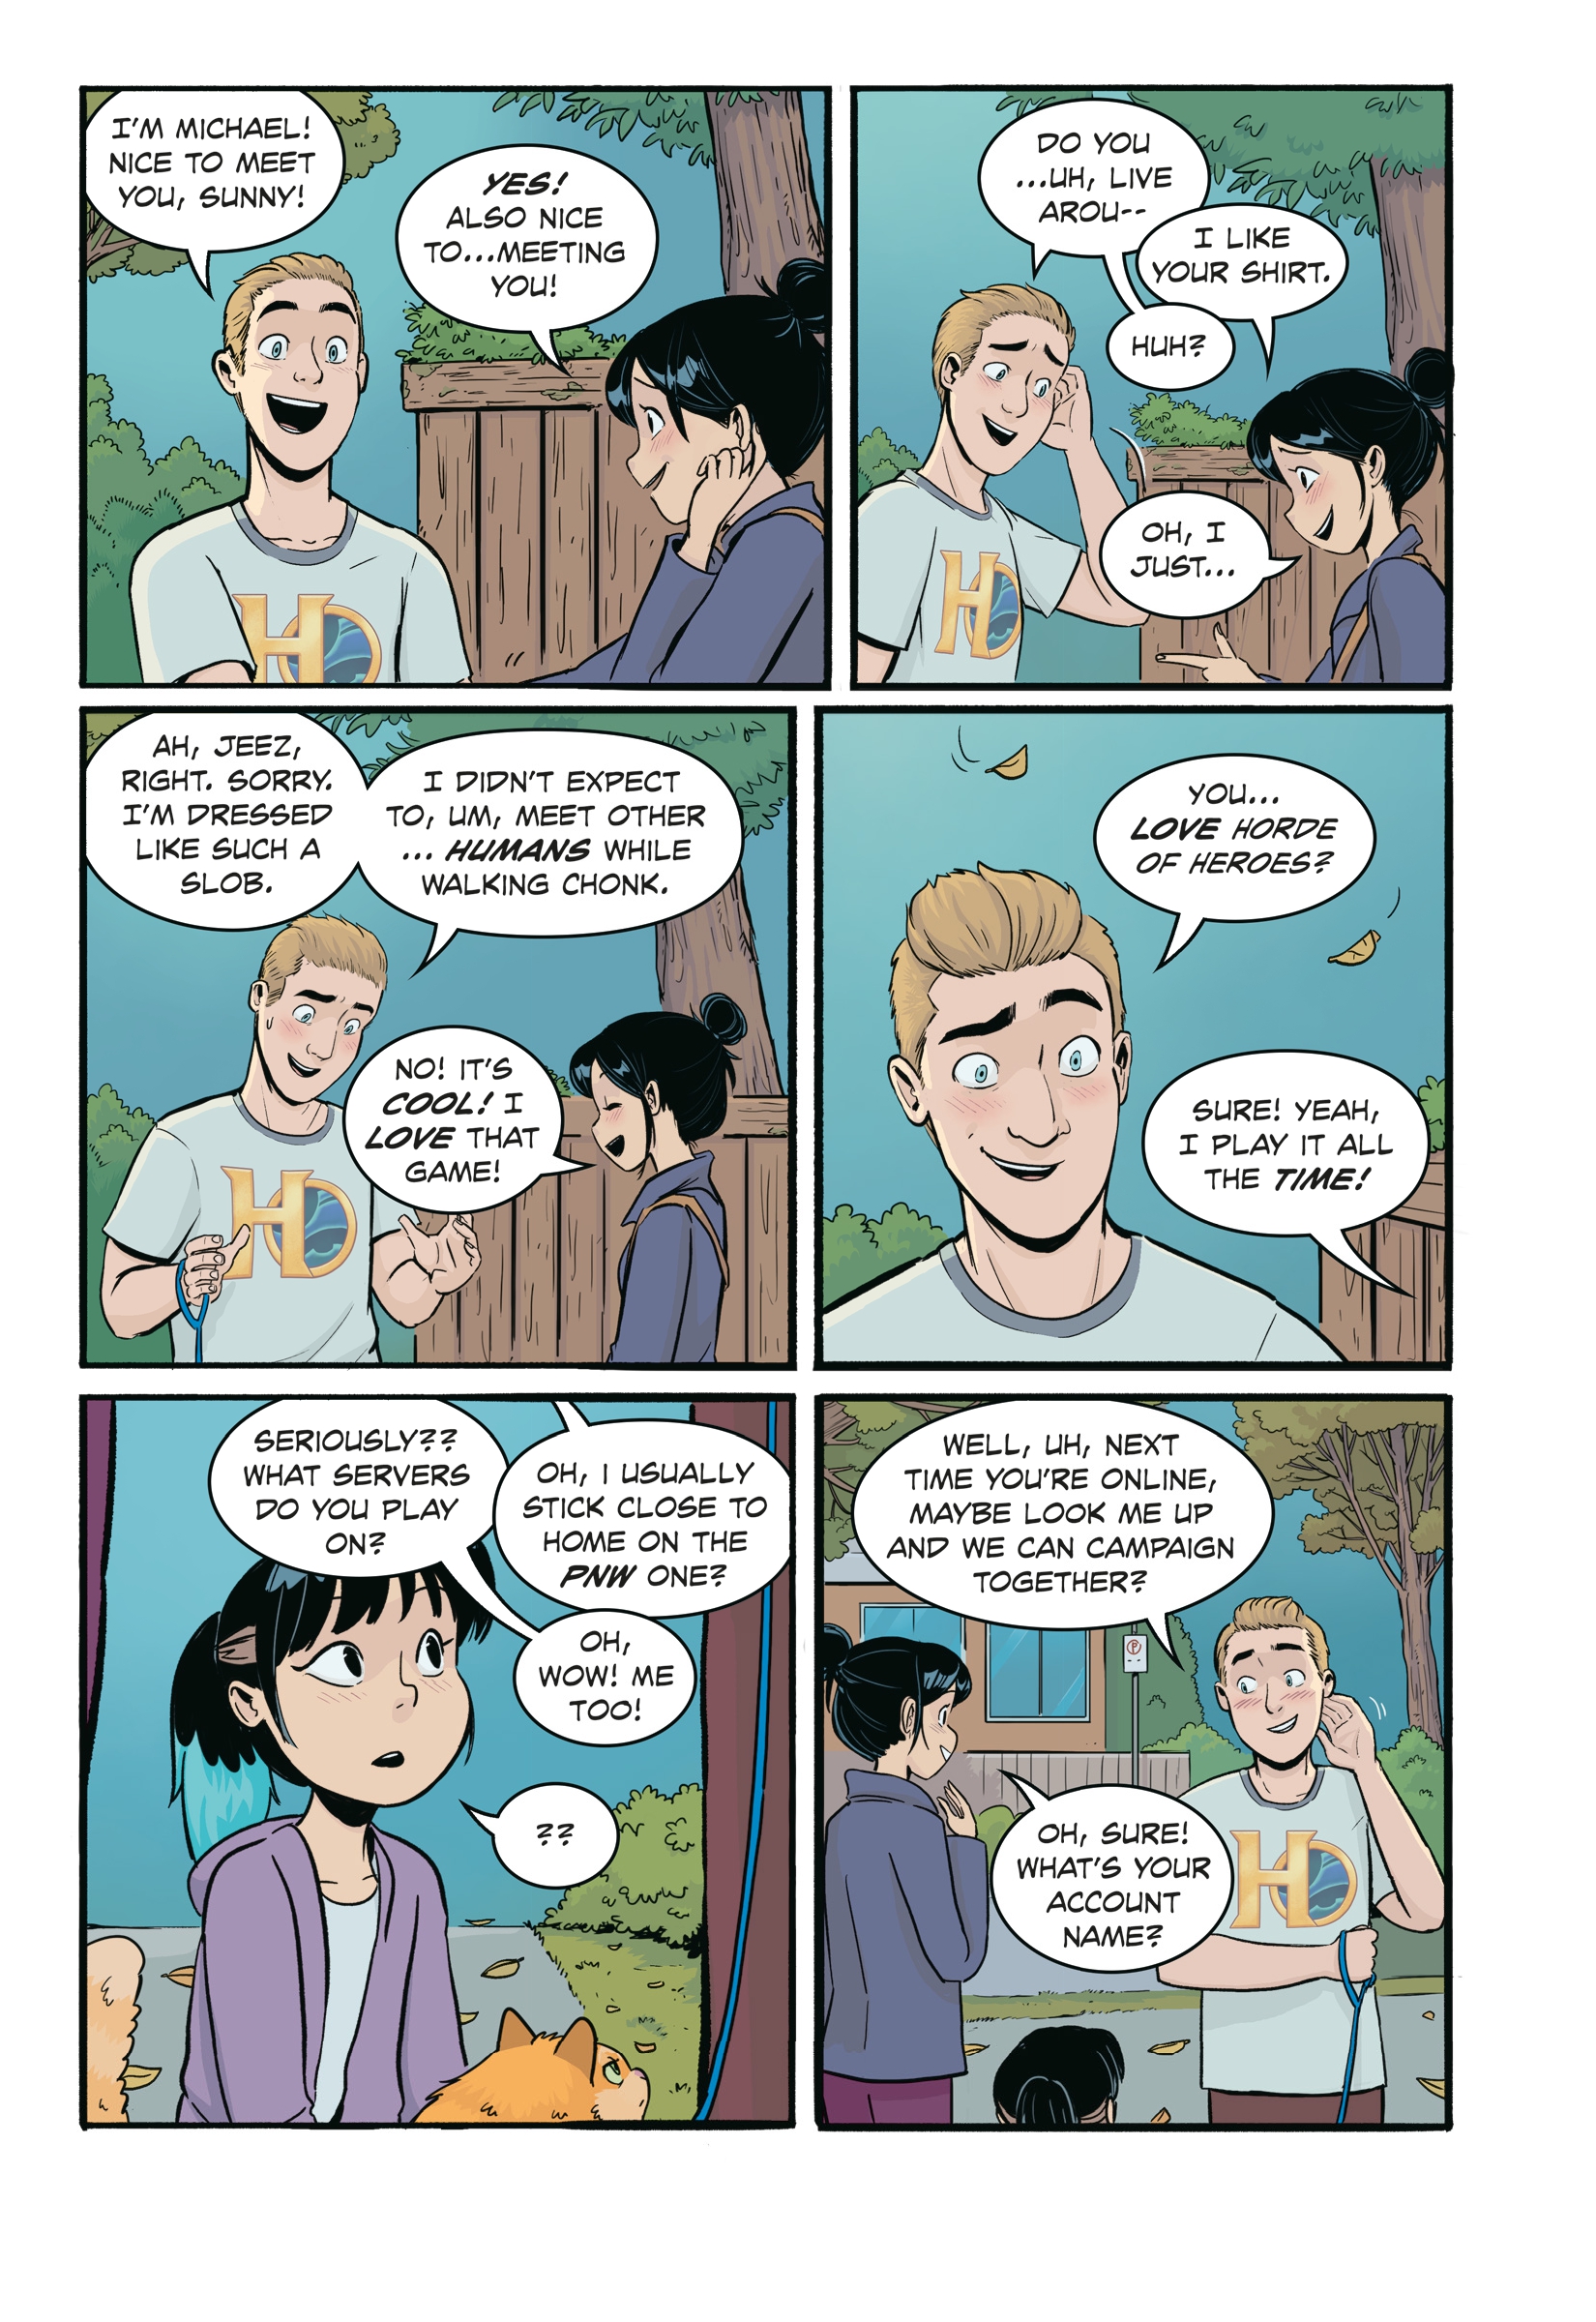 I'M MICHAEL!
NICE TO MEET
YOU, SUNNY!
YES!
ALSO NICE
TO...MEETING
YOU!
HO
DO YOU
...UH, LIVE
AROU--
I LIKE
YOUR SHIRT.
HUH?
OH, I
JUST...
HO
AH, JEEZ,
RIGHT. SORRY.
I'M DRESSED
LIKE SUCH A
SLOB.
I DIDN'T EXPECT
TO, UM, MEET OTHER
... HUMANS WHILE
WALKING CHONK.
NO! IT'S
COOL! I
LOVE THAT
GAME!
HO
YOU...
LOVE HORDE
OF HEROES?
SURE! YEAH,
I PLAY IT ALL
THE TIME!
SERIOUSLY??
WHAT SERVERS
DO YOU PLAY
ON?
OH, I USUALLY
STICK CLOSE TO
HOME ON THE
PNW ONE?
OH,
WOW! ME
TOO!
??
WELL, UH, NEXT
TIME YOU'RE ONLINE,
MAYBE LOOK ME UP
AND WE CAN CAMPAIGN
TOGETHER?
P
OH, SURE!
WHAT'S YOUR
ACCOUNT
NAME?
HO